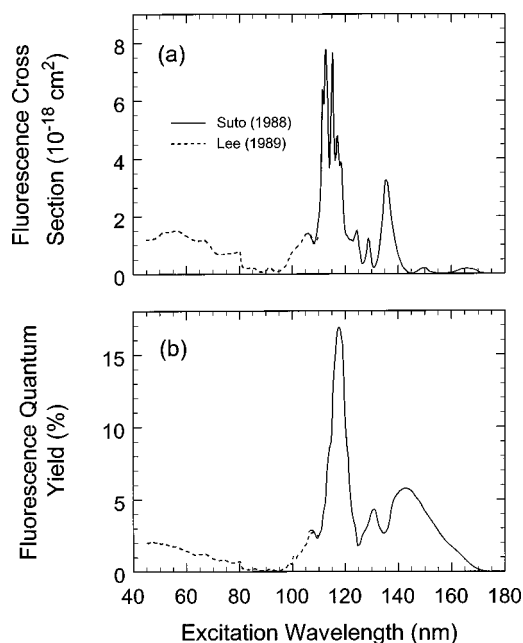 Fluorescence Cross
Section (10⁻¹⁸ cm²)
8
6
4
2
0
(a)
Suto (1988)
Lee (1989)
Fluorescence Quantum
Yield (%)
15
10
5
0
(b)
40 60 80 100 120 140 160 180
Excitation Wavelength (nm)